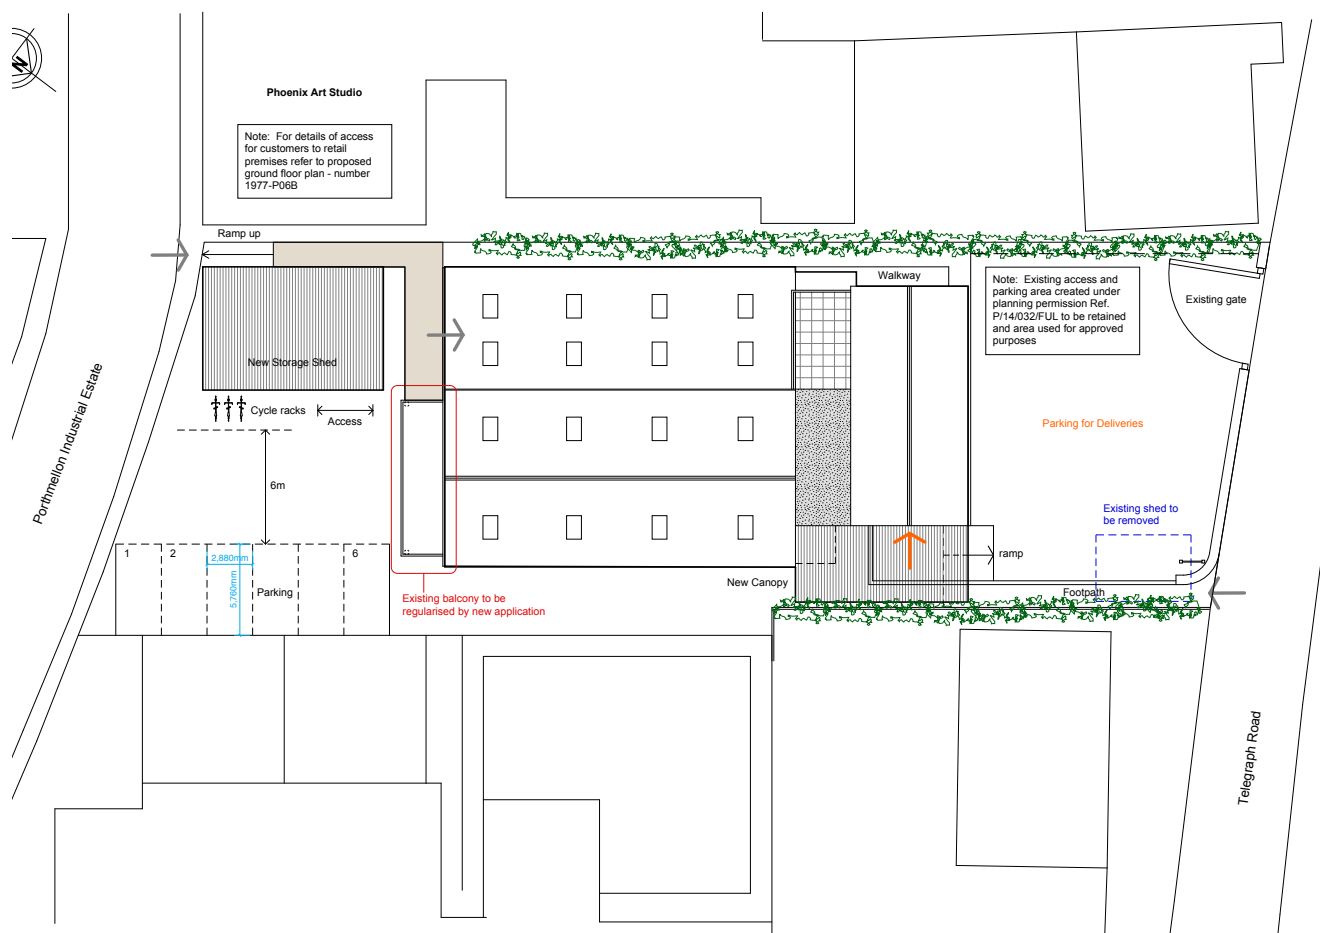 N
Phoenix Art Studio
Note: For details of access
for customers to retail
premises refer to proposed
ground floor plan - number
1977-P06B
Ramp up
Walkway
Note: Existing access and
parking area created under
planning permission Ref.
P/14/032/FUL to be retained
and area used for approved
purposes
Existing gate
New Storage Shed
Cycle racks
Access
Porthmellon Industrial Estate
6m
Parking for Deliveries
Existing shed to
be removed
1
2
6
2,880mm
5,760mm
Parking
ramp
New Canopy
Footpath
Existing balcony to be
regularised by new application
Telegraph Road